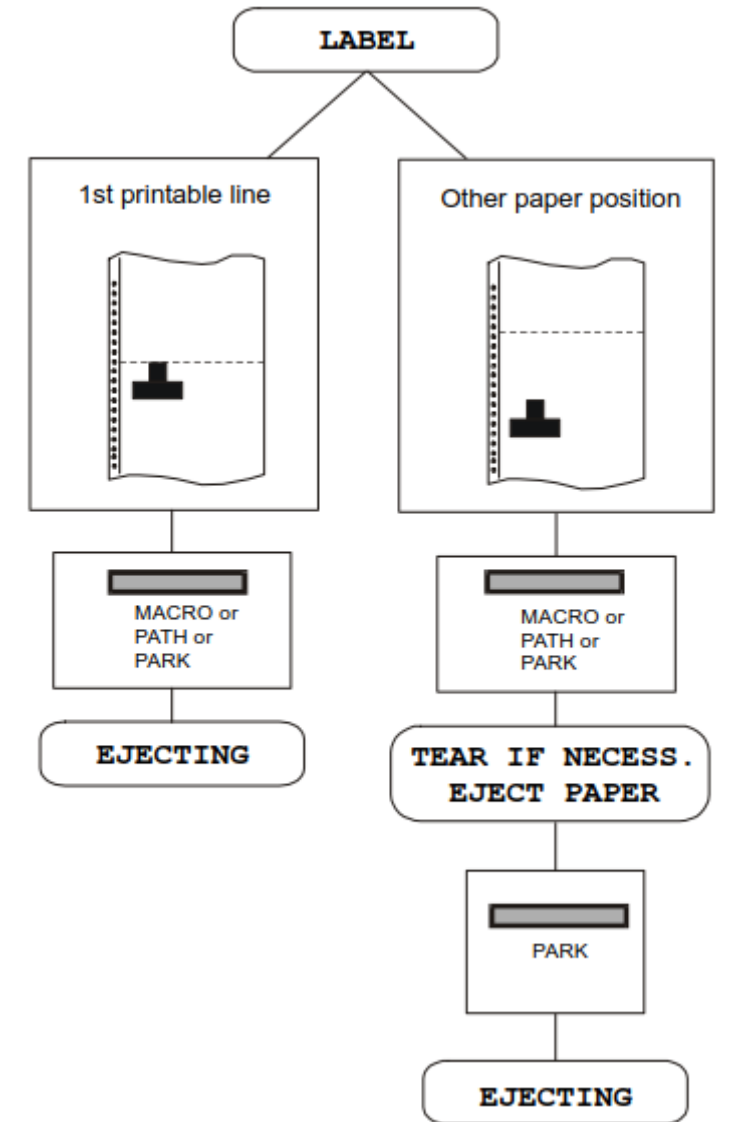 LABEL
1st printable line
MACRO or
PATH or
PARK
EJECTING
Other paper position
MACRO or
PATH or
PARK
TEAR IF NECESS.
EJECT PAPER
PARK
EJECTING